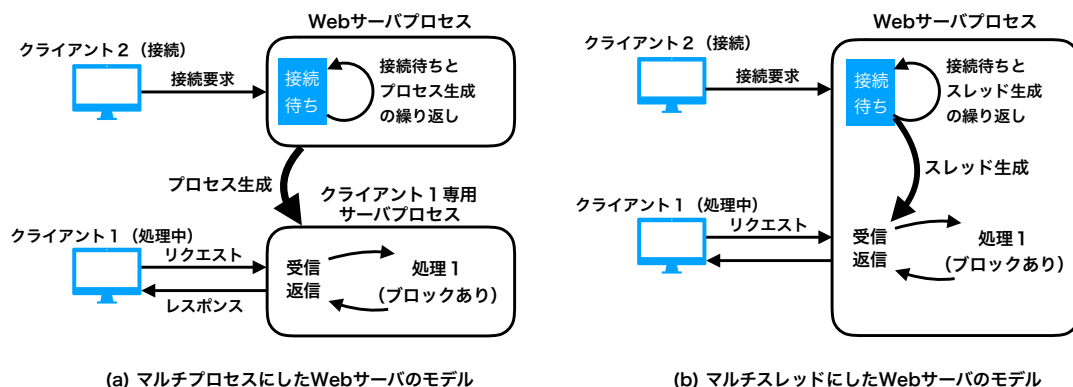 Webサーバプロセス
クライアント２（接続）
接続要求
接続
待ち
接続待ちと
プロセス生成
の繰り返し
プロセス生成
クライアント１専用
サーバプロセス
クライアント１（処理中）
リクエスト
レスポンス
受信
返信
処理１
（ブロックあり）
(a) マルチプロセスにしたWebサーバのモデル
Webサーバプロセス
クライアント２（接続）
接続要求
接続
待ち
接続待ちと
スレッド生成
の繰り返し
スレッド生成
クライアント１（処理中）
リクエスト
受信
返信
処理１
（ブロックあり）
(b) マルチスレッドにしたWebサーバのモデル